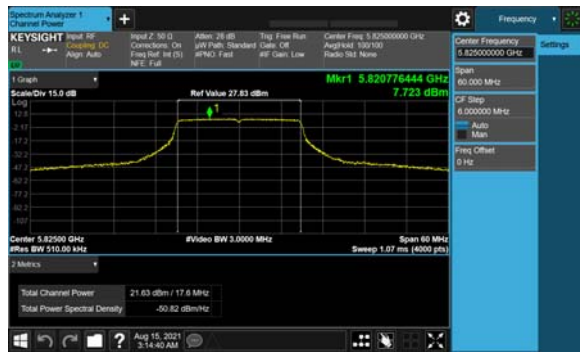 Spectrum Analyzer 1
Channel Power
Frequency
KEYSIGHT Input: RF
RL
Coupling: DC
Align: Auto
Input Z: 50 Ω
Corrections: On
Freq Ref: Int (S)
NFE: Full
Atten: 26 dB
µW Path: Standard
#PNO: Fast
Trig: Free Run
Gate: Off
#IF Gain: Low
Center Freq: 5.825000000 GHz
Avg|Hold: 100/100
Radio Std: None
Center Frequency
5.825000000 GHz
Settings
Span
60.000 MHz
CF Step
6.000000 MHz
Auto
Man
Freq Offset
0 Hz
1 Graph
Scale/Div 15.0 dB
Ref Value 27.83 dBm
Mkr1 5.820776444 GHz
7.723 dBm
Log
12.8
-2.17
-17.2
-32.2
-47.2
-62.2
-77.2
-92.2
-107
1
Center 5.82500 GHz
#Res BW 510.00 kHz
#Video BW 3.0000 MHz
Span 60 MHz
Sweep 1.07 ms (4000 pts)
2 Metrics
Total Channel Power 21.63 dBm / 17.6 MHz
Total Power Spectral Density -50.82 dBm/Hz
?
Aug 15, 2021
3:14:40 AM